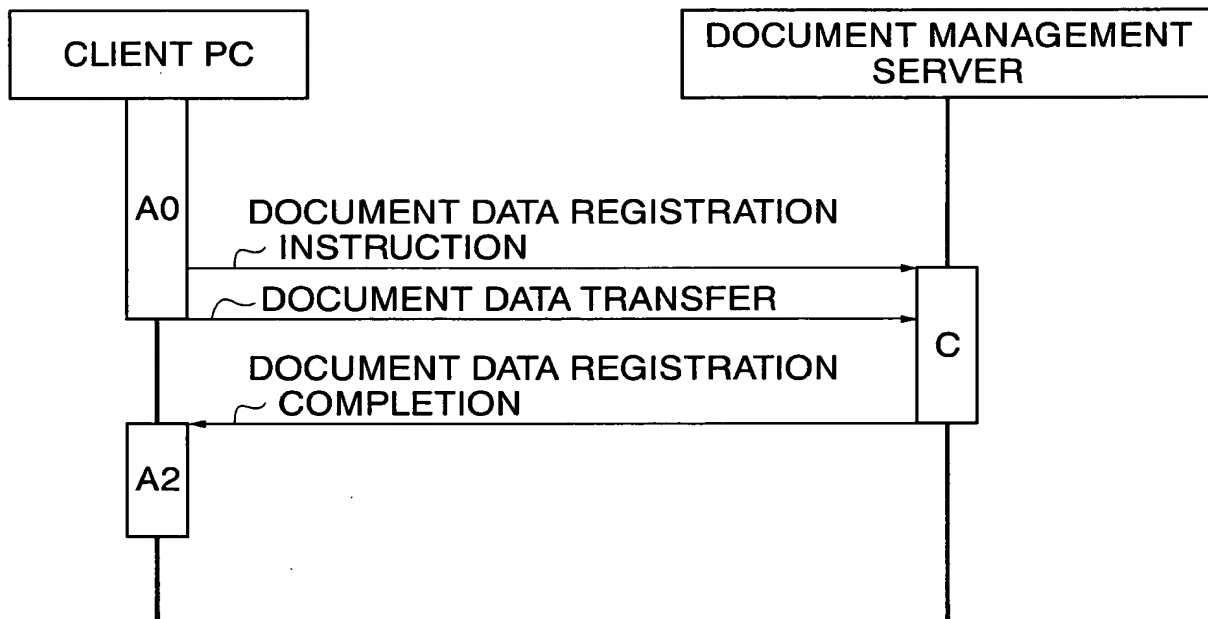 CLIENT PC
DOCUMENT MANAGEMENT
SERVER
A0
DOCUMENT DATA REGISTRATION
INSTRUCTION
DOCUMENT DATA TRANSFER
C
DOCUMENT DATA REGISTRATION
COMPLETION
A2